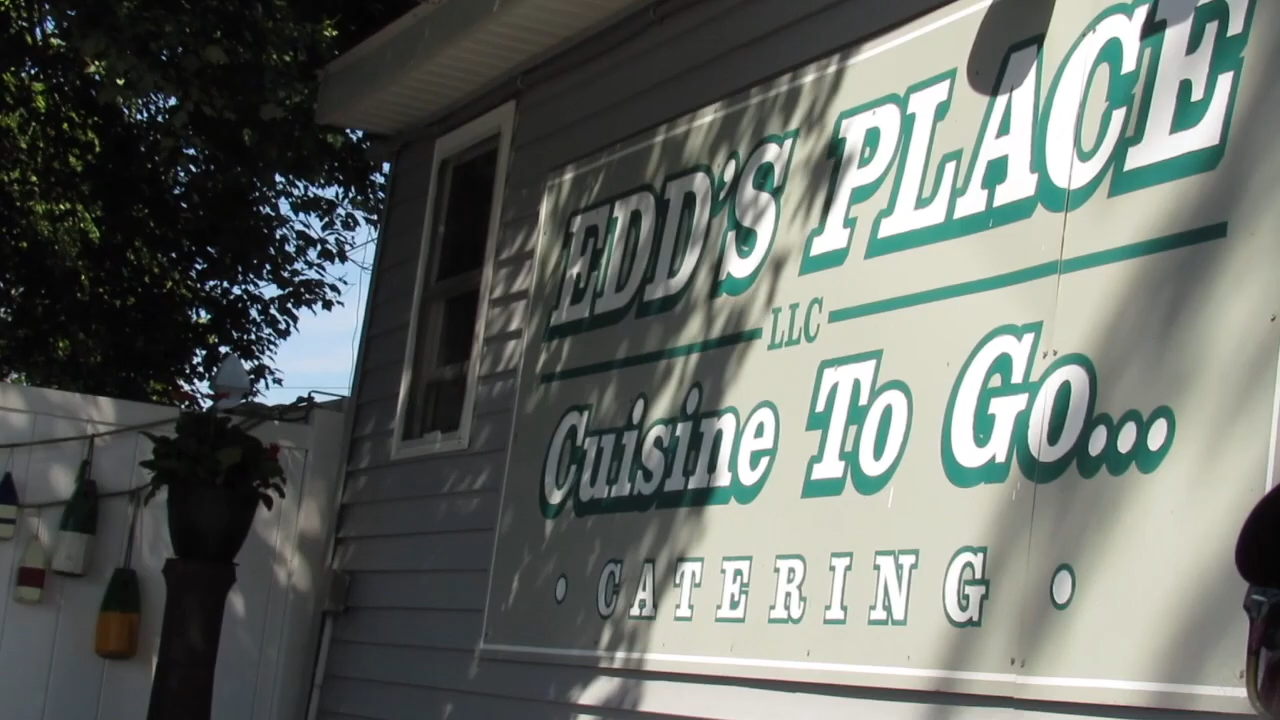 EDD'S PLACE
LLC
Cuisine To Go...
• CATERING •